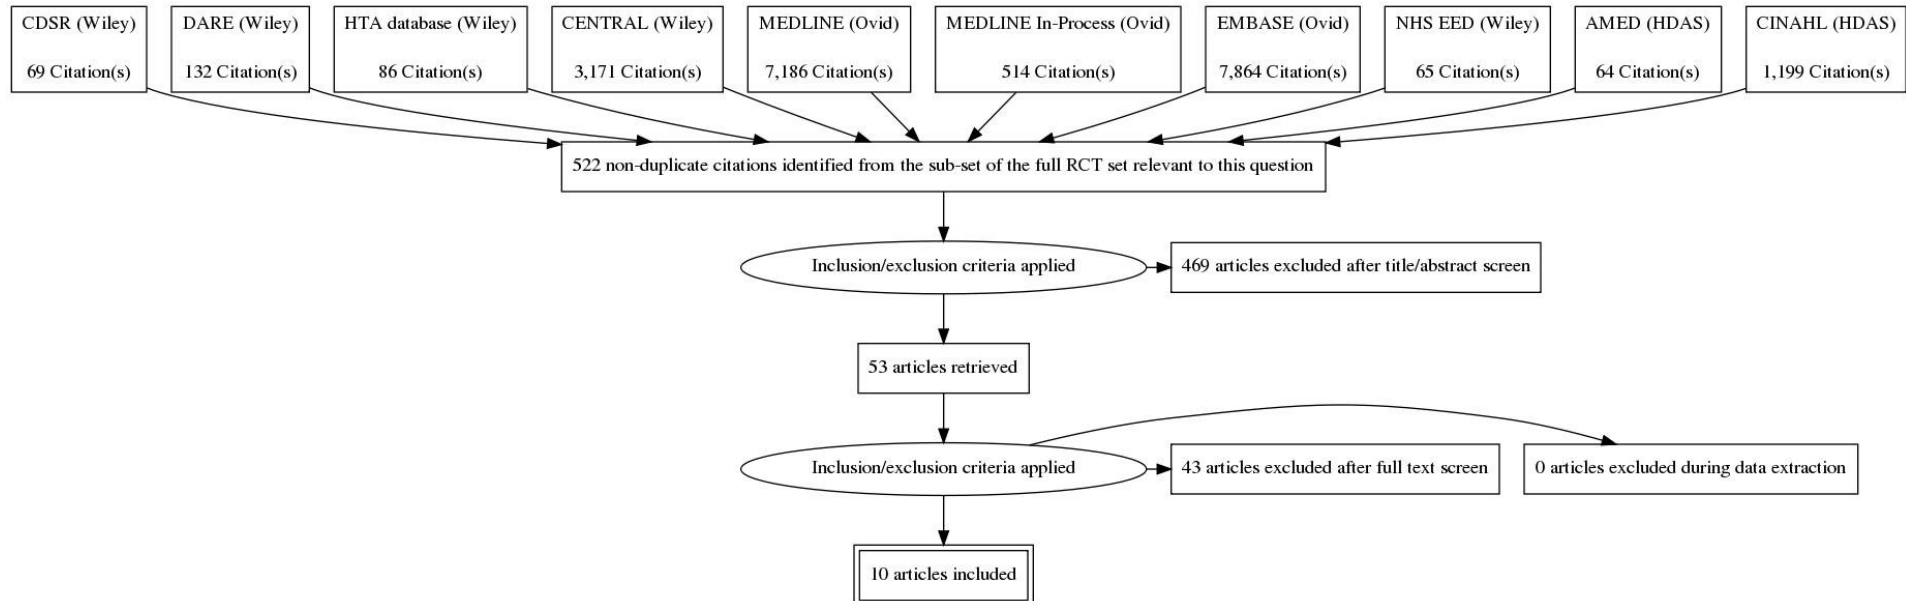 CDSR (Wiley)
69 Citation(s)
DARE (Wiley)
132 Citation(s)
HTA database (Wiley)
86 Citation(s)
CENTRAL (Wiley)
3,171 Citation(s)
MEDLINE (Ovid)
7,186 Citation(s)
MEDLINE In-Process (Ovid)
514 Citation(s)
EMBASE (Ovid)
7,864 Citation(s)
NHS EED (Wiley)
65 Citation(s)
AMED (HDAS)
64 Citation(s)
CINAHL (HDAS)
1,199 Citation(s)
522 non-duplicate citations identified from the sub-set of the full RCT set relevant to this question
Inclusion/exclusion criteria applied
469 articles excluded after title/abstract screen
53 articles retrieved
Inclusion/exclusion criteria applied
43 articles excluded after full text screen
0 articles excluded during data extraction
10 articles included